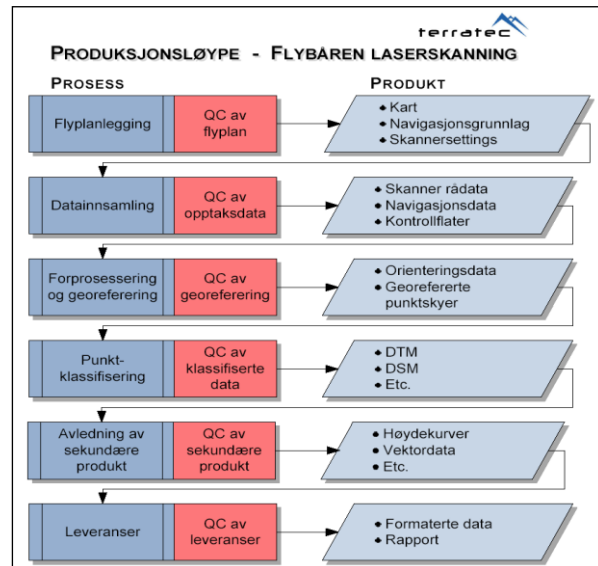 terratec
PRODUKSJONSLØYPE - FLYBÅREN LASERSKANNING
PROSESS
PRODUKT
Flyplanlegging
QC av
flyplan
• Kart
• Navigasjonsgrunnlag
• Skannersettings
Datainnsamling
QC av
opptaksdata
• Skanner rådata
• Navigasjonsdata
• Kontrollflater
Forprosessering
og georeferering
QC av
georeferering
• Orienteringsdata
• Georefererte
punktskyer
Punkt-
klassifisering
QC av
klassifiserte
data
• DTM
• DSM
• Etc.
Avledning av
sekundære
produkt
QC av
sekundære
produkt
• Høydekurver
• Vektordata
• Etc.
Leveranser
QC av
leveranser
• Formaterte data
• Rapport